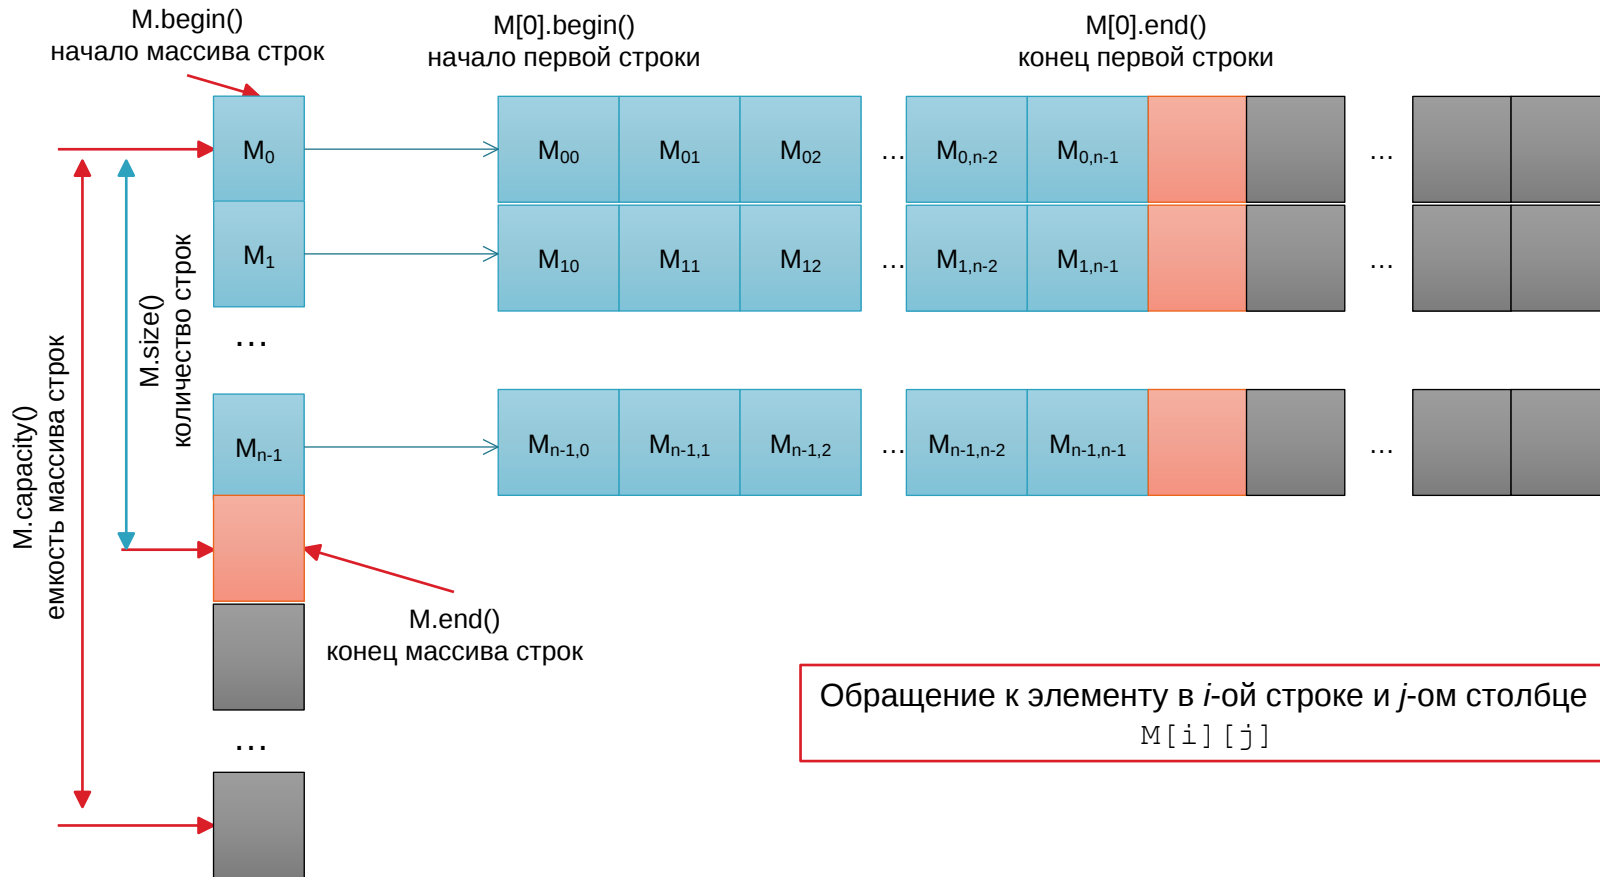 M.begin()
начало массива строк
M[0].begin()
начало первой строки
M[0].end()
конец первой строки
M0
M00
M01
M02
...
M0,n-2
M0,n-1
...
M1
M10
M11
M12
...
M1,n-2
M1,n-1
...
...
Mn-1
Mn-1,0
Mn-1,1
Mn-1,2
...
Mn-1,n-2
Mn-1,n-1
...
M.capacity()
емкость массива строк
M.size()
количество строк
M.end()
конец массива строк
...
Обращение к элементу в i-ой строке и j-ом столбце
M[i][j]